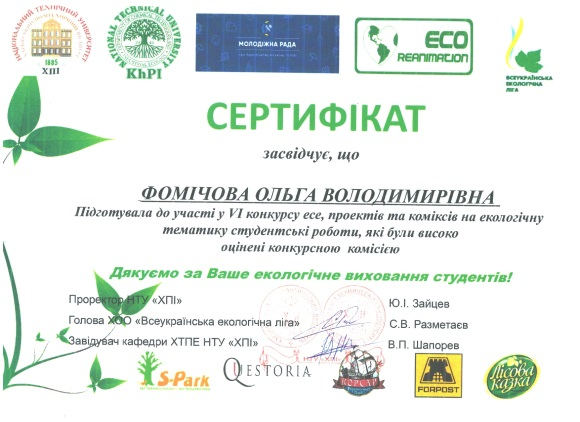 НАЦІОНАЛЬНИЙ ТЕХНІЧНИЙ УНІВЕРСИТЕТ
1885
ХПІ
NATIONAL TECHNICAL UNIVERSITY
KhPI
МОЛОДІЖНА РАДА
ECO
REANIMATION
ВСЕУКРАЇНСЬКА
ЕКОЛОГІЧНА
ЛІГА
СЕРТИФІКАТ
засвідчує, що
ФОМІЧОВА ОЛЬГА ВОЛОДИМИРІВНА
Підготувала до участі у VI конкурсу есе, проектів та коміксів на екологічну
тематику студентські роботи, які були високо
оцінені конкурсною комісією
Дякуємо за Ваше екологічне виховання студентів!
Проректор НТУ «ХПІ» Ю.І. Зайцев
Голова ХОО «Всеукраїнська екологічна ліга» С.В. Разметаєв
Завідувач кафедри ХТПЕ НТУ «ХПІ» В.П. Шапорев
S-Park
QUESTORIA
КОРСАР
FORPOST
Лісова
казка